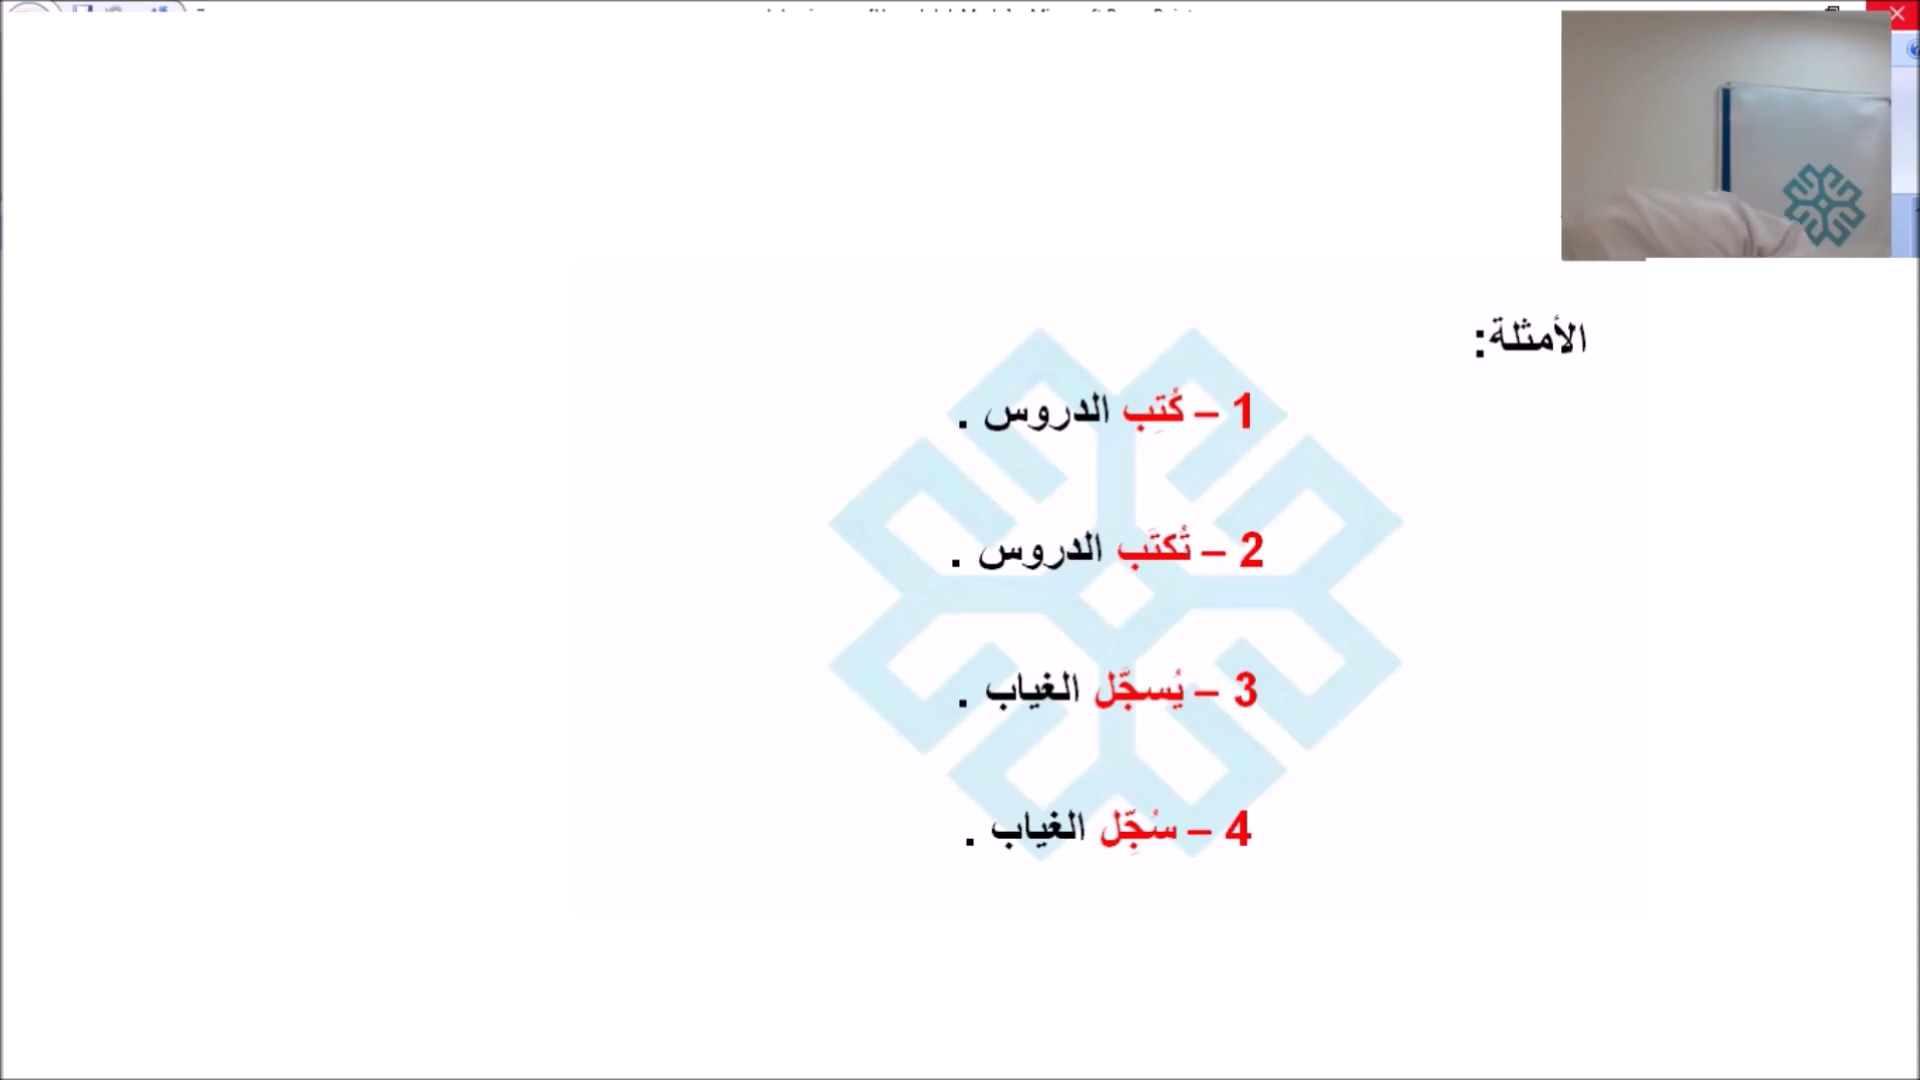 الأمثلة:
1 – كُتِب الدروس .
2 – تُكتَب الدروس .
3 – يُسجَّل الغياب .
4 – سُجِّل الغياب .